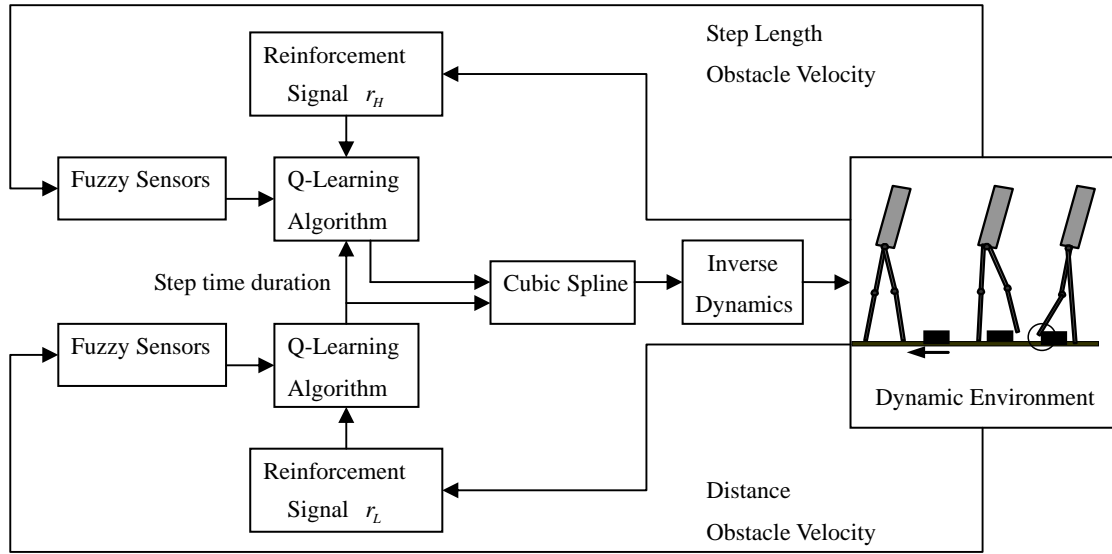 Step Length
Obstacle Velocity
Reinforcement
Signal r_H
Fuzzy Sensors
Q-Learning
Algorithm
Step time duration
Cubic Spline
Inverse
Dynamics
Fuzzy Sensors
Q-Learning
Algorithm
Dynamic Environment
Reinforcement
Signal r_L
Distance
Obstacle Velocity